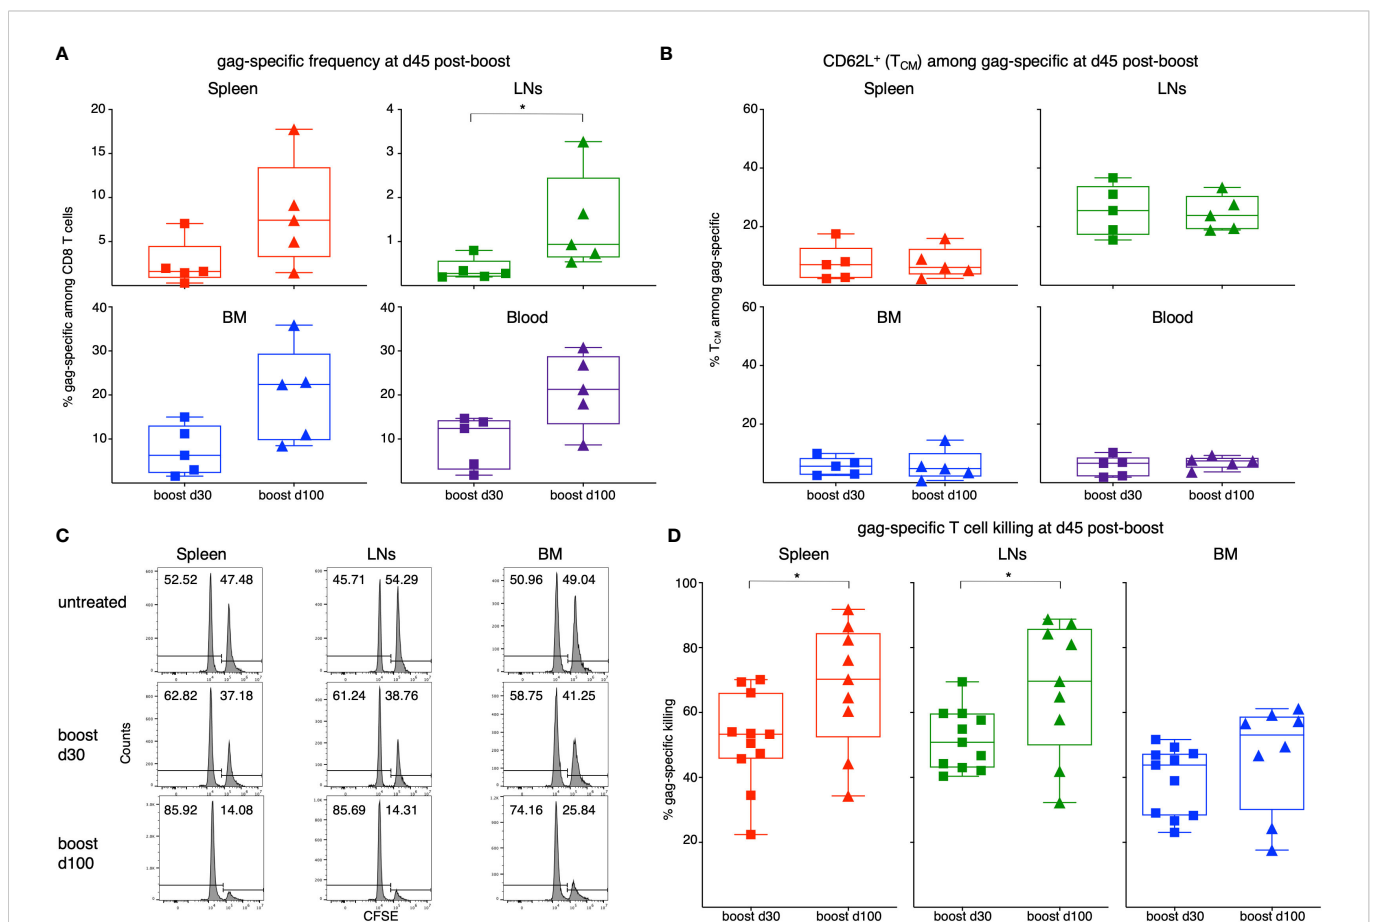 A
gag-specific frequency at d45 post-boost
Spleen
LNs
*
20
15
10
5
4
3
2
1
% gag-specific among CD8 T cells
BM
Blood
40
30
20
10
40
30
20
10
boost d30
boost d100
boost d30
boost d100
B
CD62L+ (TCM) among gag-specific at d45 post-boost
Spleen
LNs
60
40
20
% TCM among gag-specific
BM
Blood
60
40
20
boost d30
boost d100
boost d30
boost d100
C
Spleen
LNs
BM
untreated
52.52 47.48
45.71 54.29
50.96 49.04
boost
d30
62.82 37.18
61.24 38.76
58.75 41.25
Counts
boost
d100
85.92 14.08
85.69 14.31
74.16 25.84
CFSE
D
gag-specific T cell killing at d45 post-boost
Spleen
LNs
BM
*
*
100
80
60
40
20
% gag-specific killing
boost d30
boost d100
boost d30
boost d100
boost d30
boost d100